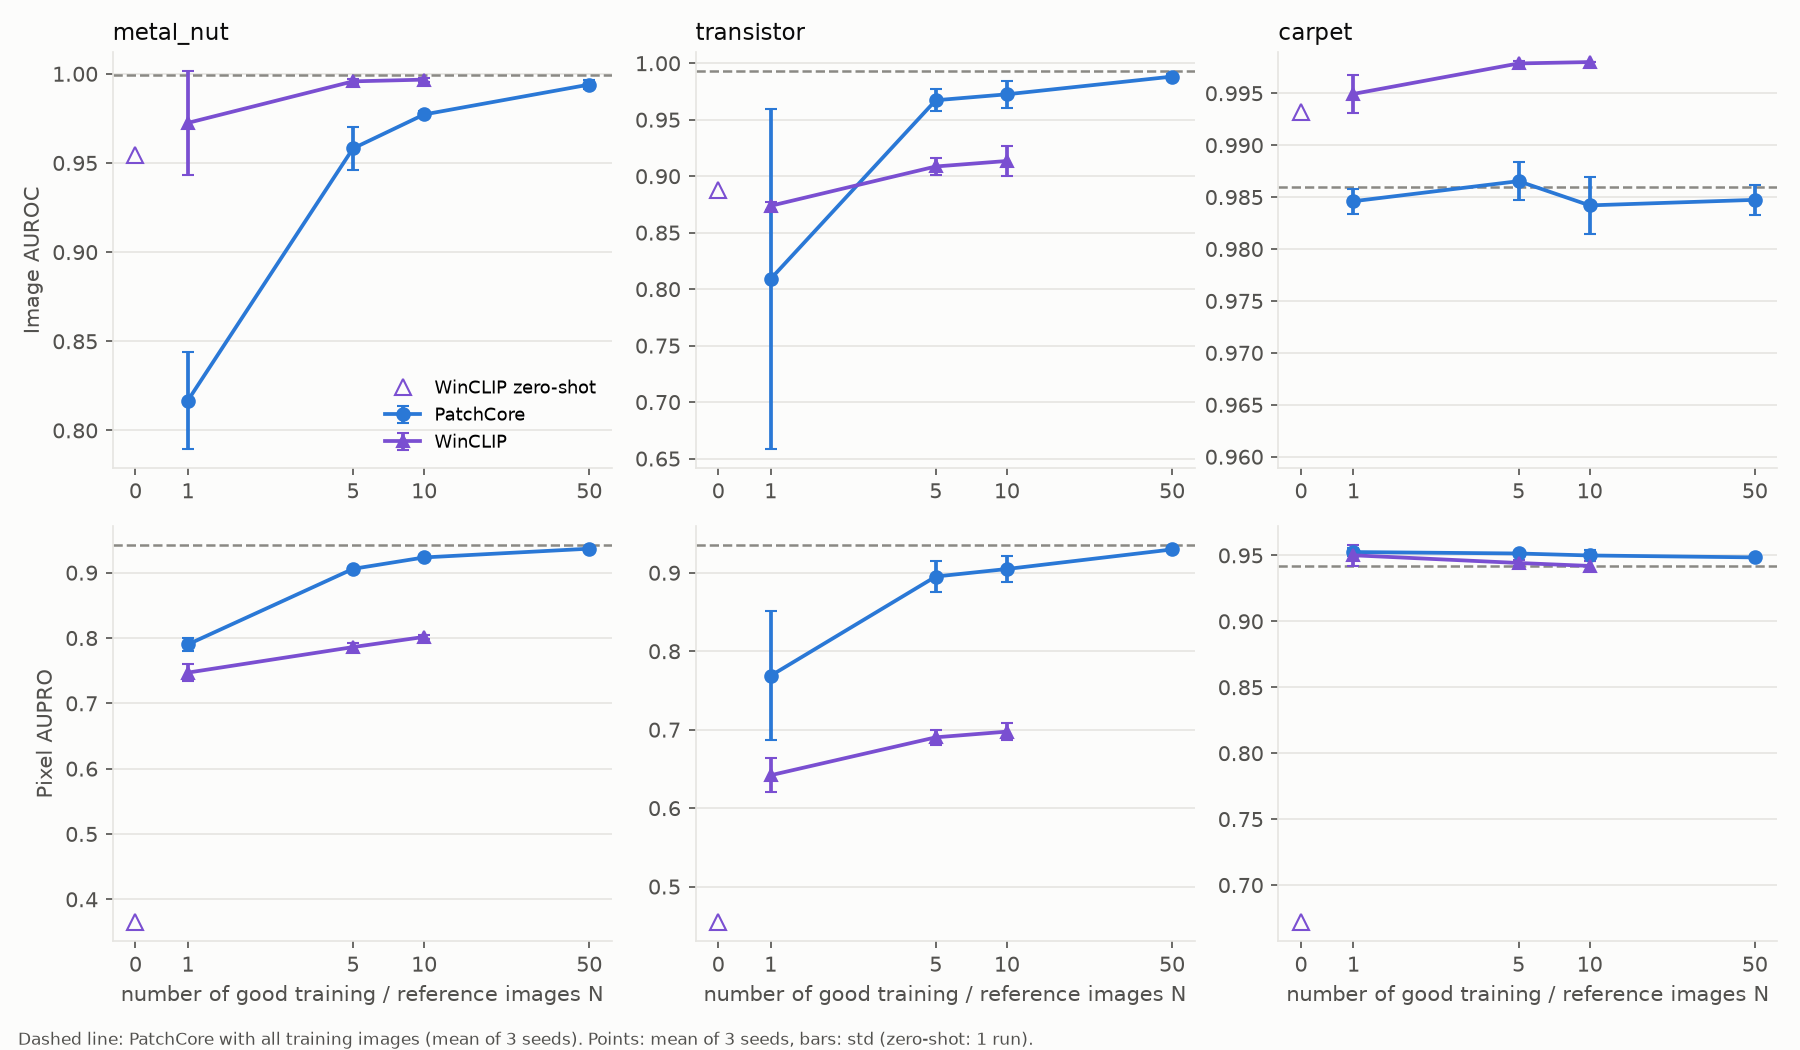 metal_nut
transistor
carpet
Image AUROC
1.00
0.95
0.90
0.85
0.80
WinCLIP zero-shot
PatchCore
WinCLIP
0 1 5 10 50
1.00
0.95
0.90
0.85
0.80
0.75
0.70
0.65
0 1 5 10 50
0.995
0.990
0.985
0.980
0.975
0.970
0.965
0.960
0 1 5 10 50
Pixel AUPRO
0.9
0.8
0.7
0.6
0.5
0.4
0 1 5 10 50
number of good training / reference images N
0.9
0.8
0.7
0.6
0.5
0 1 5 10 50
number of good training / reference images N
0.95
0.90
0.85
0.80
0.75
0.70
0 1 5 10 50
number of good training / reference images N
Dashed line: PatchCore with all training images (mean of 3 seeds). Points: mean of 3 seeds, bars: std (zero-shot: 1 run).